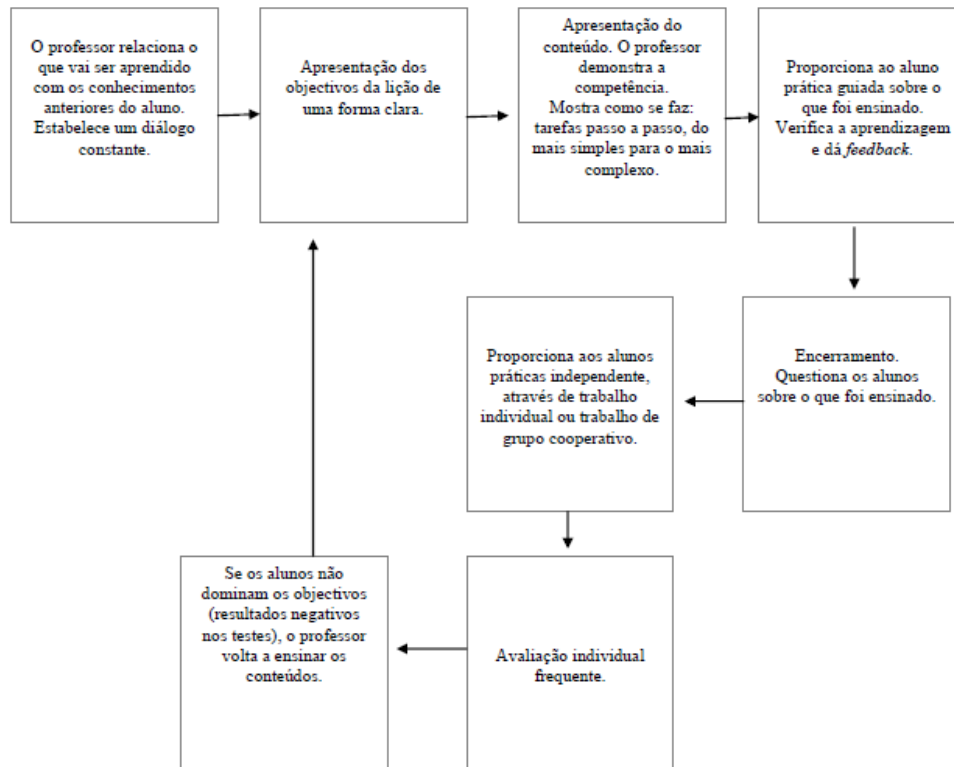 O professor relaciona o
que vai ser aprendido
com os conhecimentos
anteriores do aluno.
Estabelece um diálogo
constante.
Apresentação dos
objectivos da lição de
uma forma clara.
Apresentação do
conteúdo. O professor
demonstra a
competência.
Mostra como se faz:
tarefas passo a passo, do
mais simples para o mais
complexo.
Proporciona ao aluno
prática guiada sobre o
que foi ensinado.
Verifica a aprendizagem
e dá feedback.
Encerramento.
Questiona os alunos
sobre o que foi ensinado.
Proporciona aos alunos
práticas independente,
através de trabalho
individual ou trabalho de
grupo cooperativo.
Avaliação individual
frequente.
Se os alunos não
dominam os objectivos
(resultados negativos
nos testes), o professor
volta a ensinar os
conteúdos.